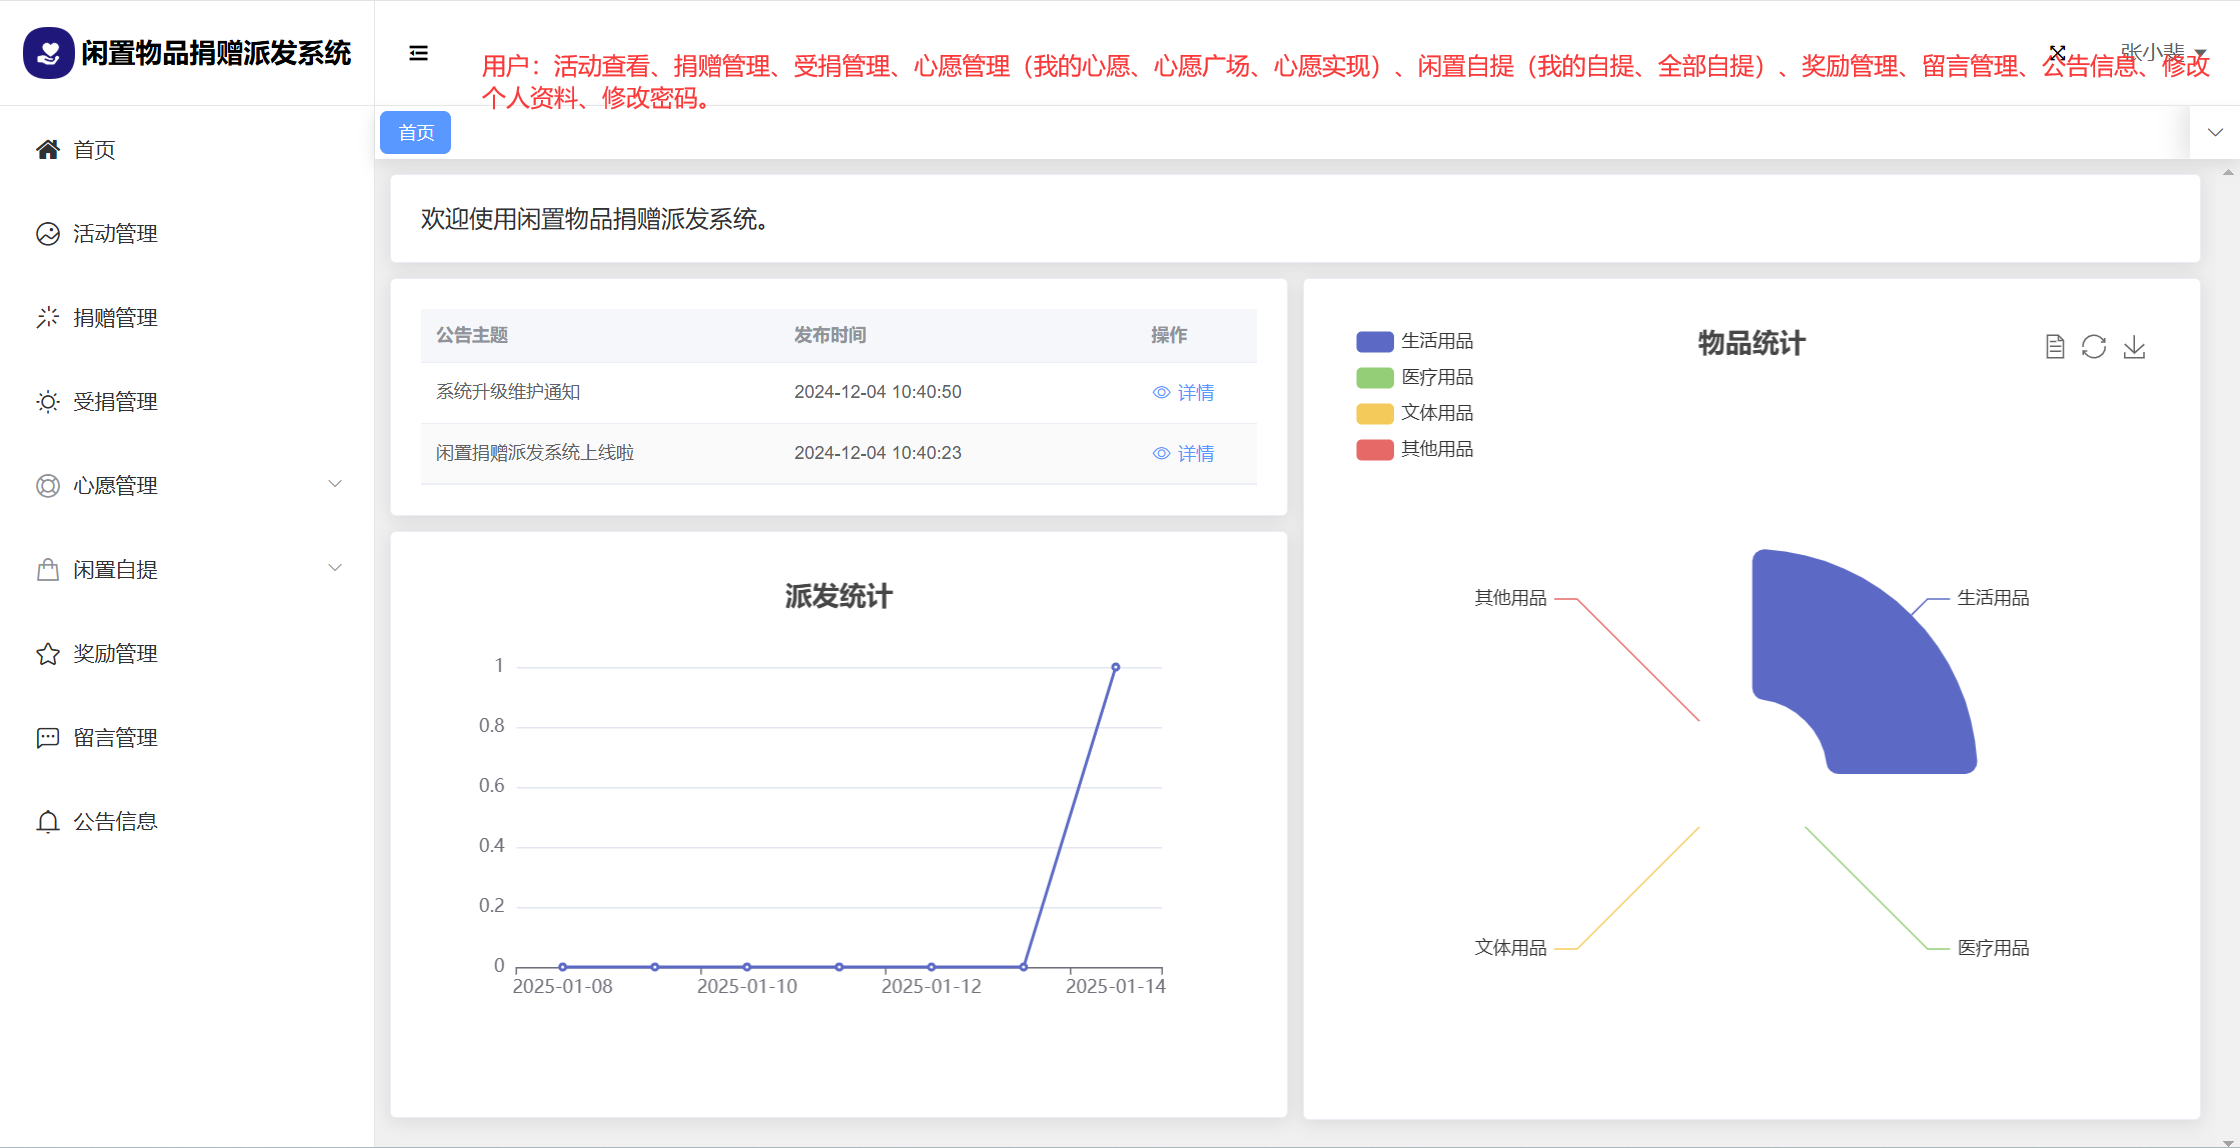 闲置物品捐赠派发系统
用户：活动查看、捐赠管理、受捐管理、心愿管理（我的心愿、心愿广场、心愿实现）、闲置自提（我的自提、全部自提）、奖励管理、留言管理、公告信息、修改
个人资料、修改密码。
张小斐
首页
首页
活动管理
捐赠管理
受捐管理
心愿管理
闲置自提
奖励管理
留言管理
公告信息
欢迎使用闲置物品捐赠派发系统。
公告主题 发布时间 操作
系统升级维护通知 2024-12-04 10:40:50 详情
闲置捐赠派发系统上线啦 2024-12-04 10:40:23 详情
派发统计
1
0.8
0.6
0.4
0.2
0
2025-01-08 2025-01-10 2025-01-12 2025-01-14
物品统计
生活用品
医疗用品
文体用品
其他用品
其他用品 生活用品
文体用品 医疗用品